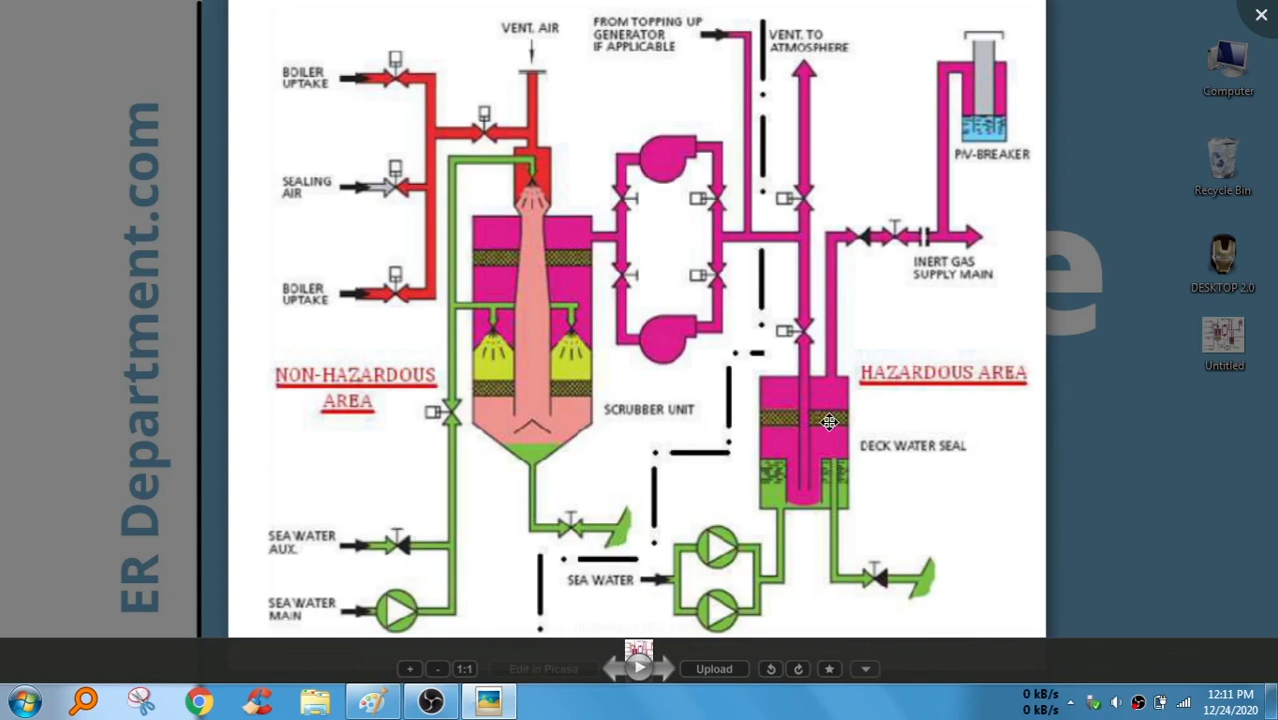 ER Department.com
e
VENT. AIR
FROM TOPPING UP
GENERATOR
IF APPLICABLE
VENT. TO
ATMOSPHERE
BOILER
UPTAKE
P/V-BREAKER
SEALING
AIR
INERT GAS
SUPPLY MAIN
BOILER
UPTAKE
NON-HAZARDOUS
AREA
HAZARDOUS AREA
SCRUBBER UNIT
DECK WATER SEAL
SEA WATER
AUX.
SEA WATER
SEA WATER
MAIN
Computer
Recycle Bin
DESKTOP 2.0
Untitled
+ - 1:1 Edit in Picasa Upload
0 kB/s
0 kB/s
12:11 PM
12/24/2020